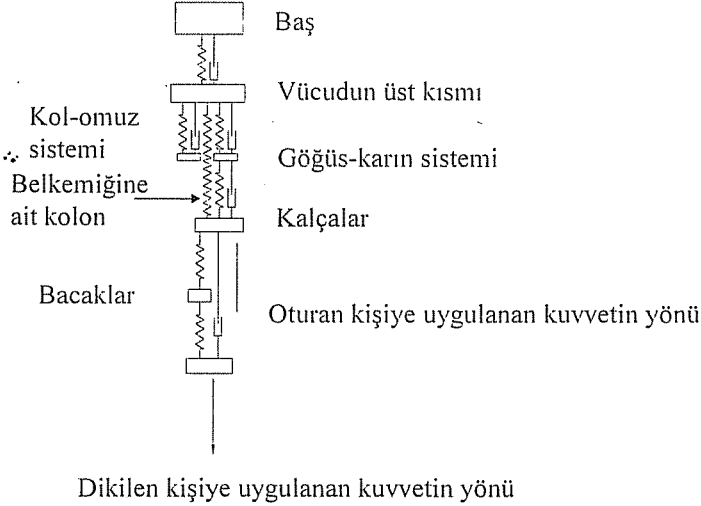 Baş
Vücudun üst kısmı
Kol-omuz
sistemi
Göğüs-karın sistemi
Belkemiğine
ait kolon
Kalçalar
Bacaklar
Oturan kişiye uygulanan kuvvetin yönü
Dikilen kişiye uygulanan kuvvetin yönü